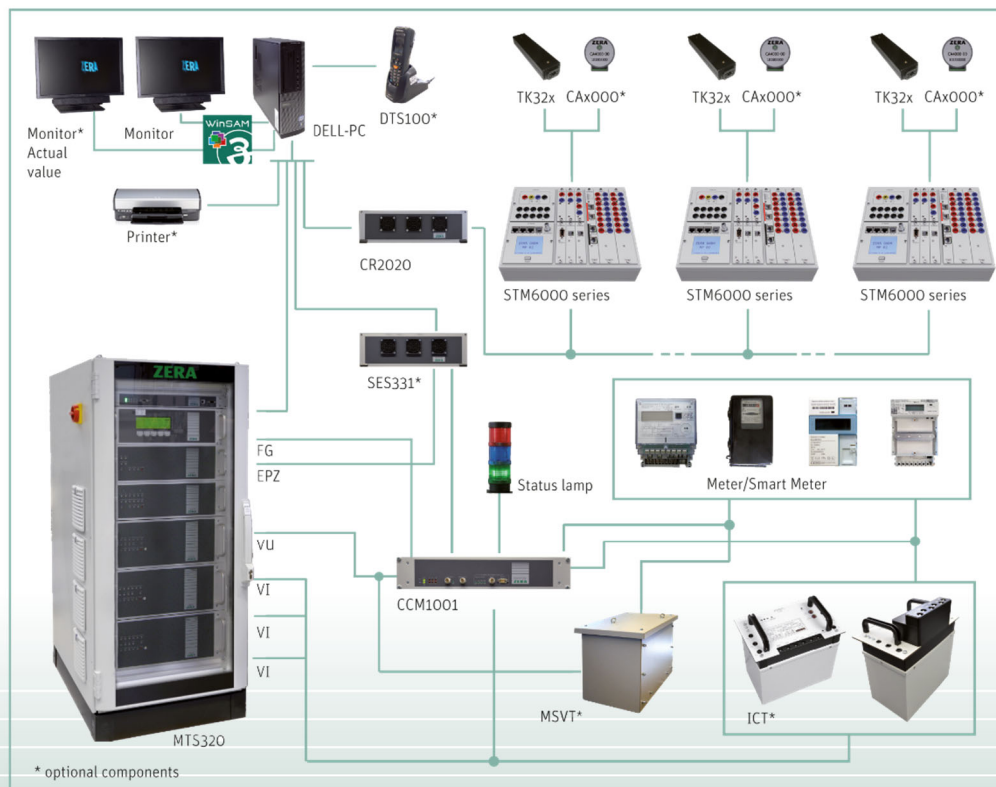 ZERA
ZERA
WinSAM
Monitor*
Actual
value
Monitor
DELL-PC
DTS100*
TK32x
CAx000*
TK32x
CAx000*
TK32x
CAx000*
Printer*
CR2020
STM6000 series
STM6000 series
STM6000 series
SES331*
ZERA
FG
EPZ
VU
VI
VI
VI
MTS320
Status lamp
Meter/Smart Meter
CCM1001
MSVT*
ICT*
* optional components